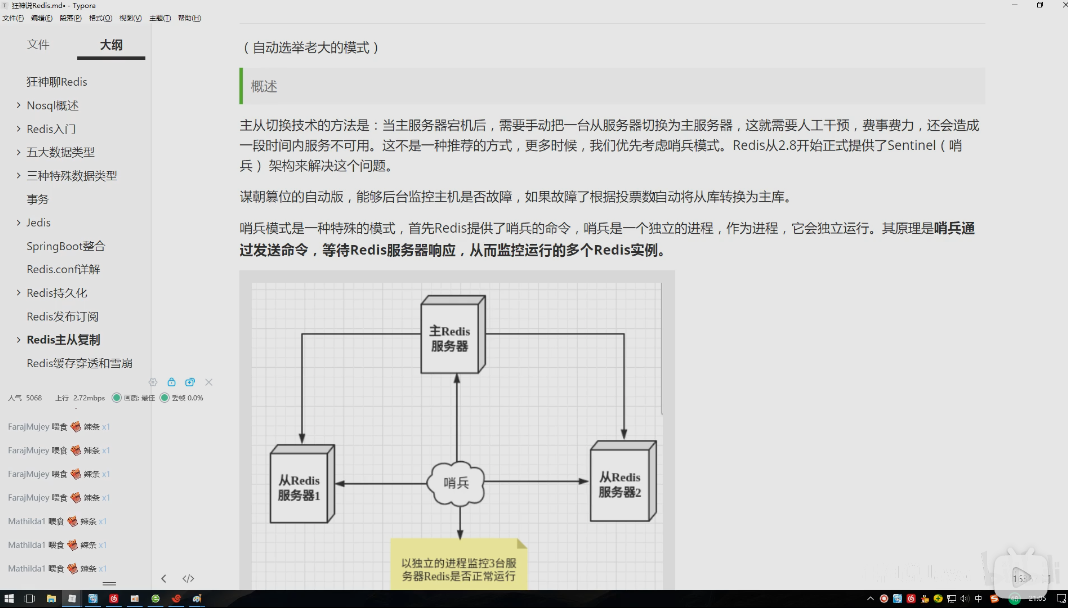 狂神说Redis.md• - Typora
文件(F) 编辑(E) 段落(P) 格式(O) 视图(V) 主题(T) 帮助(H)
文件 大纲
狂神聊Redis
Nosql概述
Redis入门
五大数据类型
三种特殊数据类型
事务
Jedis
SpringBoot整合
Redis.conf详解
Redis持久化
Redis发布订阅
Redis主从复制
Redis缓存穿透和雪崩
人气 5068 上行 2.72mbps 画质: 最佳 丢帧 0.0%
FarajMujey 喂食 辣条 x1
FarajMujey 喂食 辣条 x1
FarajMujey 喂食 辣条 x1
FarajMujey 喂食 辣条 x1
Mathilda1 喂食 辣条 x1
Mathilda1 喂食 辣条 x1
Mathilda1 喂食 辣条 x1
（自动选举老大的模式）
概述
主从切换技术的方法是：当主服务器宕机后，需要手动把一台从服务器切换为主服务器，这就需要人工干预，费事费力，还会造成
一段时间内服务不可用。这不是一种推荐的方式，更多时候，我们优先考虑哨兵模式。Redis从2.8开始正式提供了Sentinel（哨
兵） 架构来解决这个问题。
谋朝篡位的自动版，能够后台监控主机是否故障，如果故障了根据投票数自动将从库转换为主库。
哨兵模式是一种特殊的模式，首先Redis提供了哨兵的命令，哨兵是一个独立的进程，作为进程，它会独立运行。其原理是哨兵通
过发送命令，等待Redis服务器响应，从而监控运行的多个Redis实例。
主Redis
服务器
从Redis
服务器1
哨兵
从Redis
服务器2
以独立的进程监控3台服
务器Redis是否正常运行
中